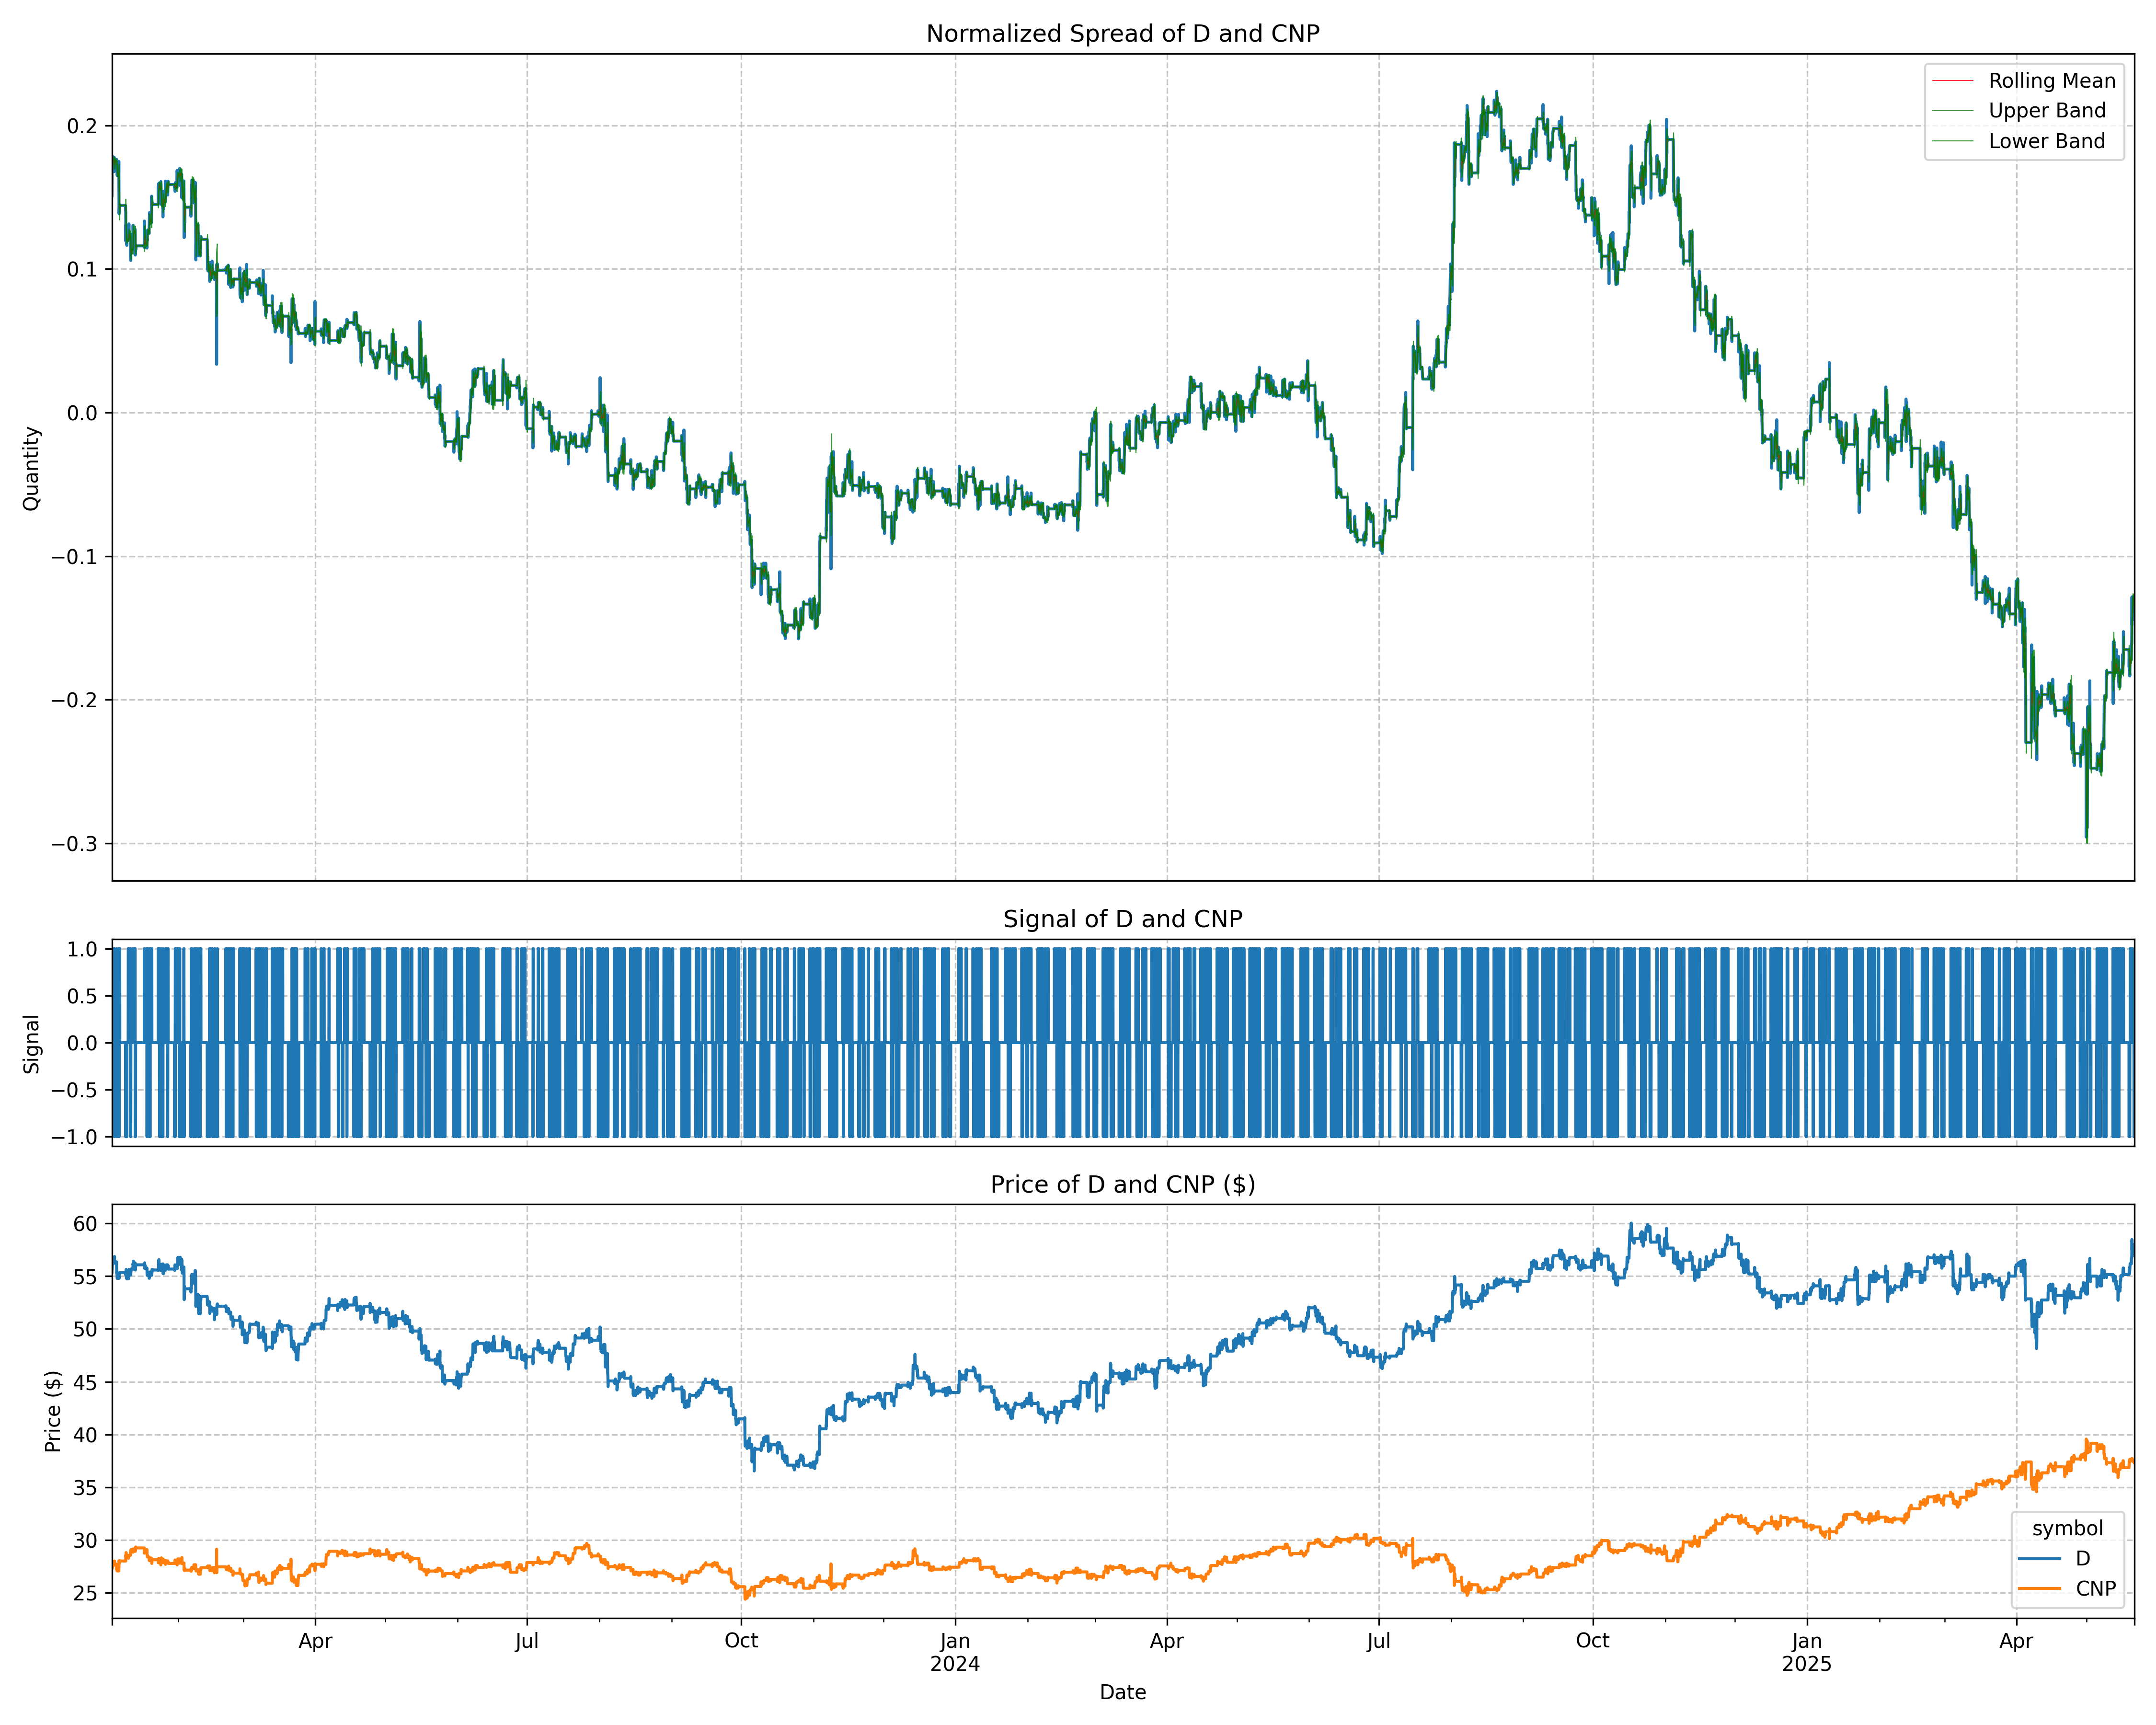 Normalized Spread of D and CNP
Rolling Mean
Upper Band
Lower Band
0.2
0.1
0.0
−0.1
−0.2
−0.3
Quantity
Signal of D and CNP
1.0
0.5
0.0
−0.5
−1.0
Signal
Price of D and CNP ($)
60
55
50
45
40
35
30
25
Price ($)
symbol
D
CNP
Apr
Jul
Oct
Jan
2024
Apr
Jul
Oct
Jan
2025
Apr
Date